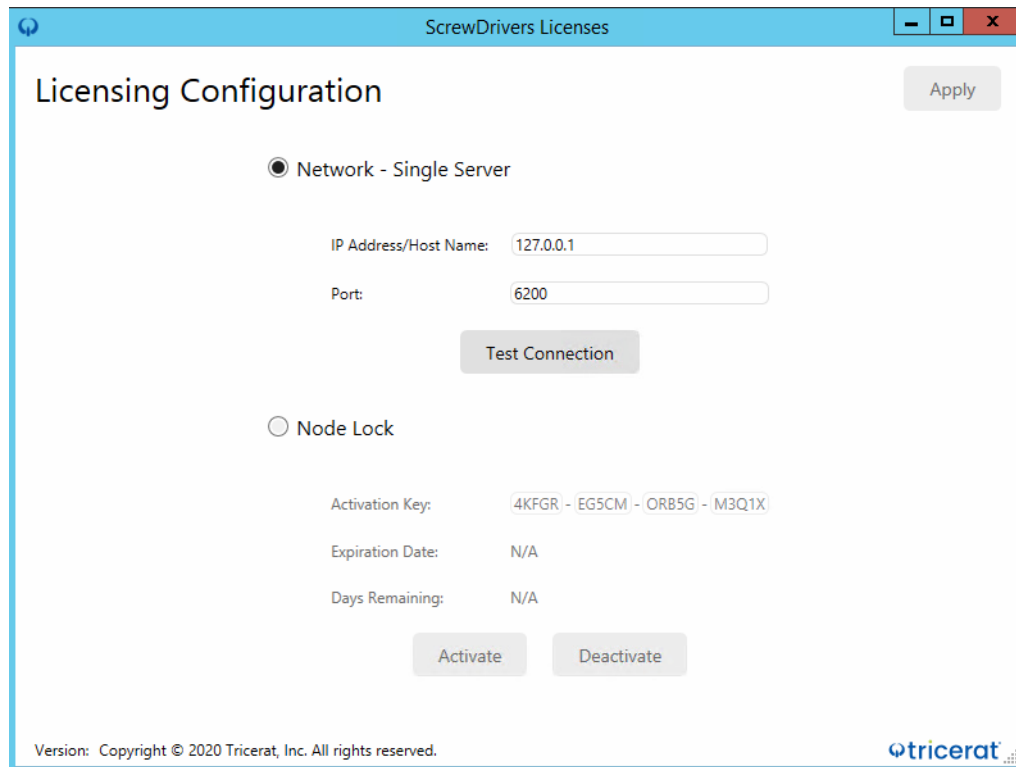 ScrewDrivers Licenses
Licensing Configuration
Apply
Network - Single Server
IP Address/Host Name: 127.0.0.1
Port: 6200
Test Connection
Node Lock
Activation Key: 4KFGR - EG5CM - ORB5G - M3Q1X
Expiration Date: N/A
Days Remaining: N/A
Activate Deactivate
Version: Copyright © 2020 Tricerat, Inc. All rights reserved.
tricerat